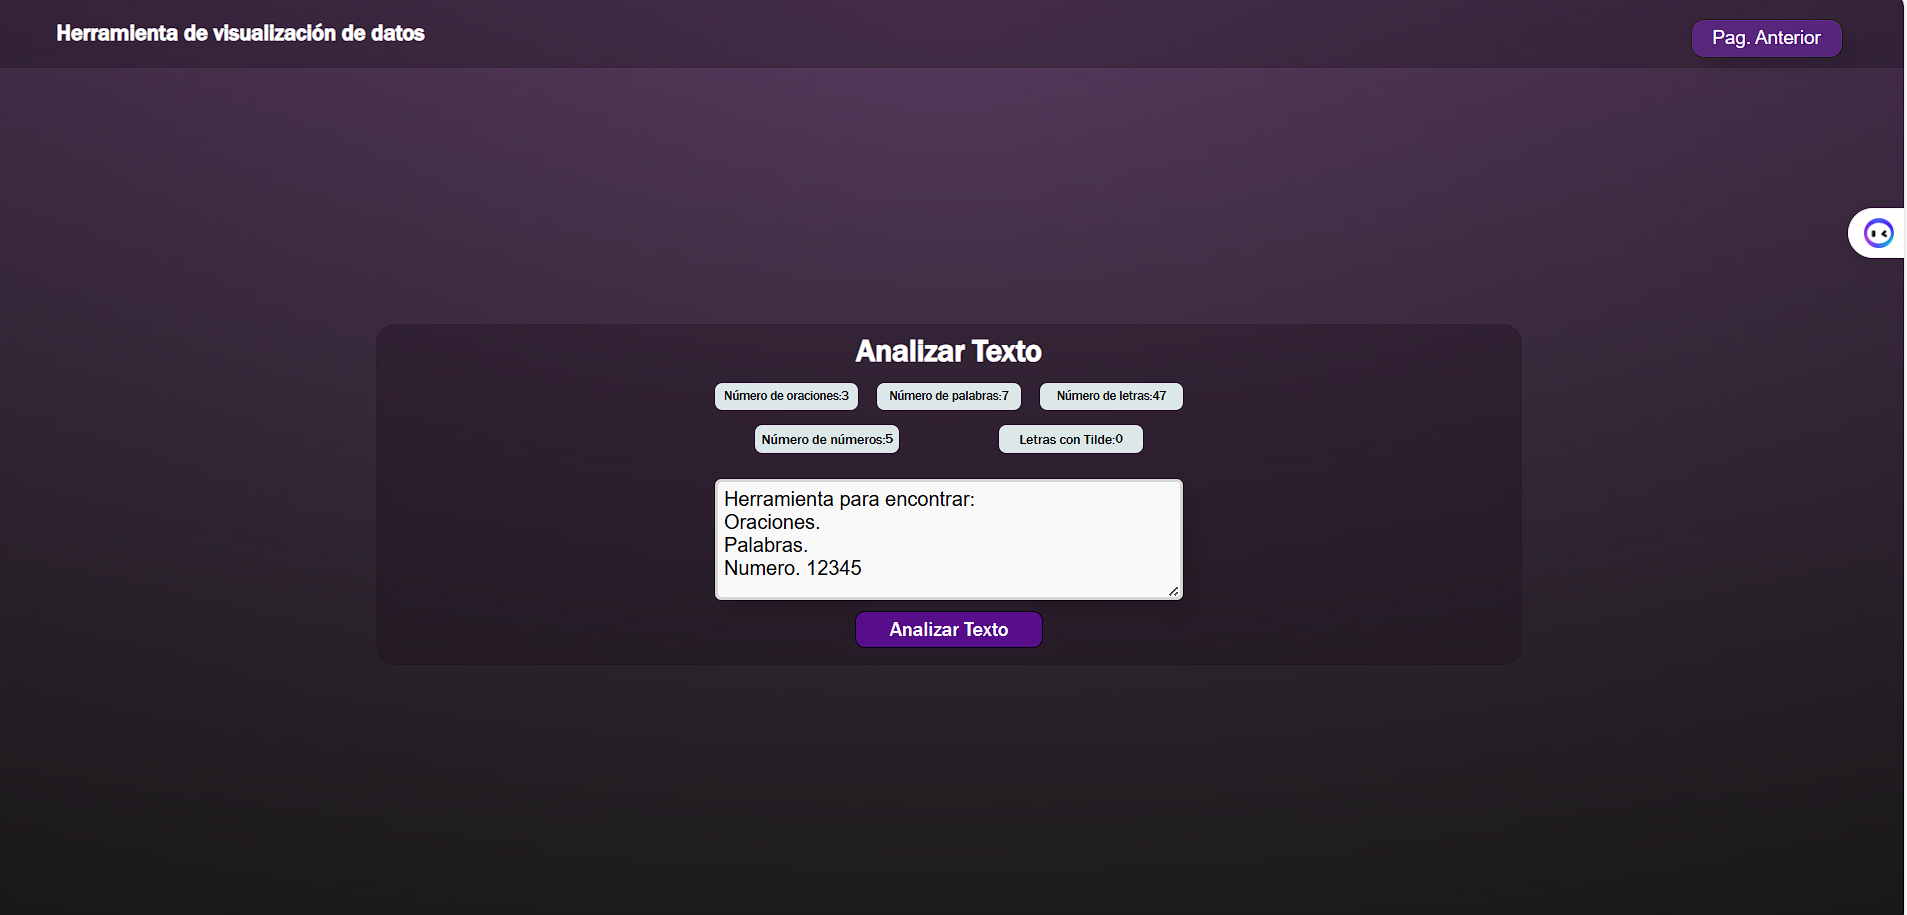 Herramienta de visualización de datos
Pag. Anterior
Analizar Texto
Número de oraciones:3
Número de palabras:7
Número de letras:47
Número de números:5
Letras con Tilde:0
Herramienta para encontrar:
Oraciones.
Palabras.
Numero. 12345
Analizar Texto